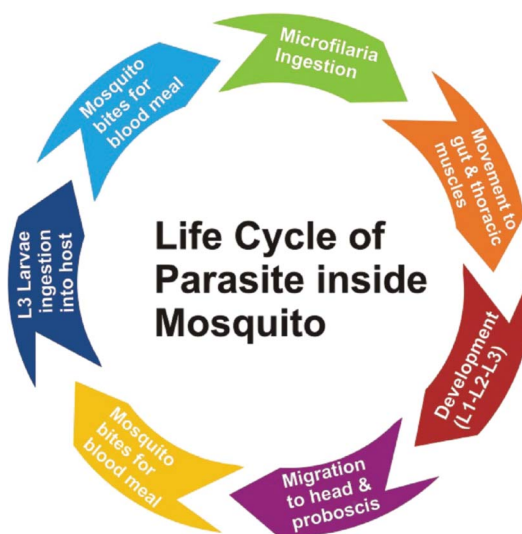 Life Cycle of
Parasite inside
Mosquito
Mosquito
bites for
blood meal
Microfilaria
Ingestion
Movement to
gut & thoracic
muscles
Development
(L1-L2-L3)
Migration
to head &
proboscis
Mosquito
bites for
blood meal
L3 Larvae
ingestion
into host